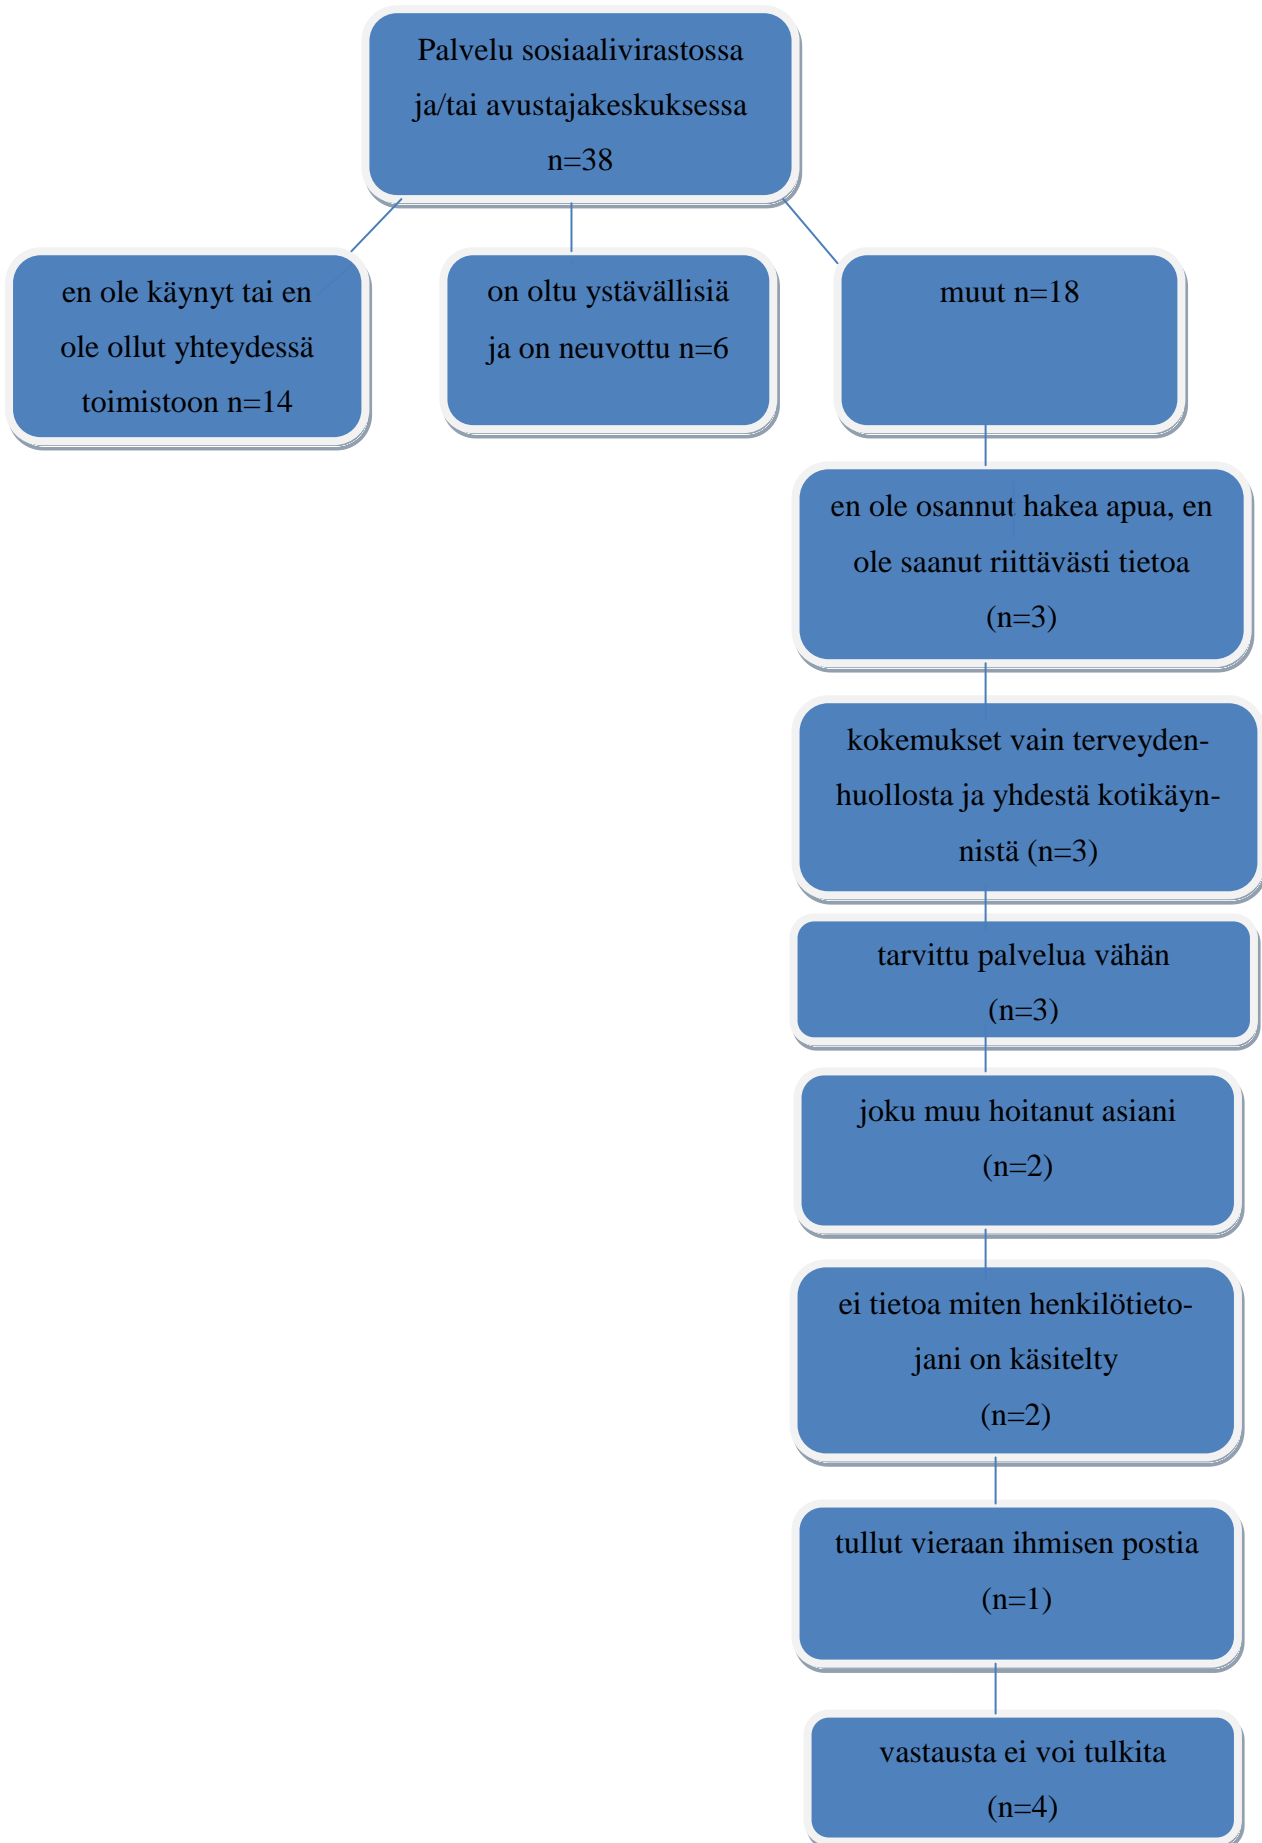 Palvelu sosiaalivirastossa
ja/tai avustajakeskuksessa
n=38
en ole käynyt tai en
ole ollut yhteydessä
toimistoon n=14
on oltu ystävällisiä
ja on neuvottu n=6
muut n=18
en ole osannut hakea apua, en
ole saanut riittävästi tietoa
(n=3)
kokemukset vain terveyden-
huollosta ja yhdestä kotikäyn-
nistä (n=3)
tarvittu palvelua vähän
(n=3)
joku muu hoitanut asiani
(n=2)
ei tietoa miten henkilötieto-
jani on käsitelty
(n=2)
tullut vieraan ihmisen postia
(n=1)
vastausta ei voi tulkita
(n=4)